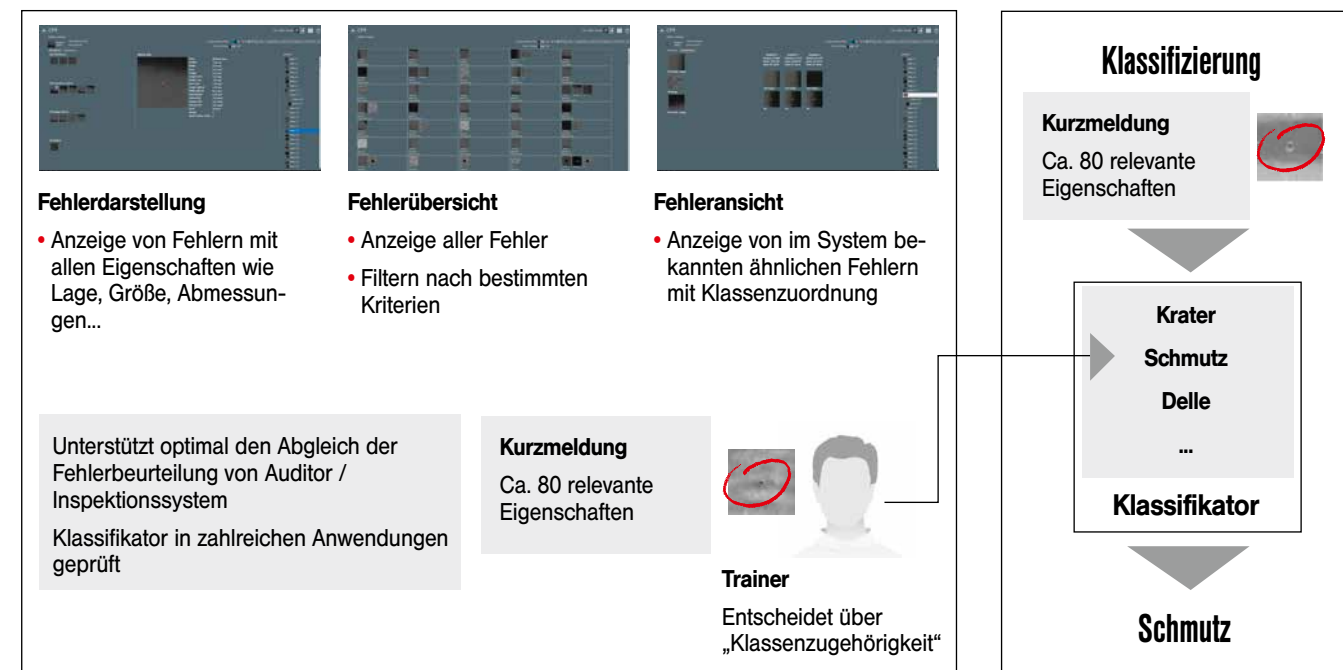 Fehlerdarstellung
• Anzeige von Fehlern mit
allen Eigenschaften wie
Lage, Größe, Abmessun-
gen...
Fehlerübersicht
• Anzeige aller Fehler
• Filtern nach bestimmten
Kriterien
Fehleransicht
• Anzeige von im System be-
kannten ähnlichen Fehlern
mit Klassenzuordnung
Unterstützt optimal den Abgleich der
Fehlerbeurteilung von Auditor /
Inspektionssystem
Klassifikator in zahlreichen Anwendungen
geprüft
Kurzmeldung
Ca. 80 relevante
Eigenschaften
Trainer
Entscheidet über
„Klassenzugehörigkeit“
Klassifizierung
Kurzmeldung
Ca. 80 relevante
Eigenschaften
Krater
Schmutz
Delle
...
Klassifikator
Schmutz